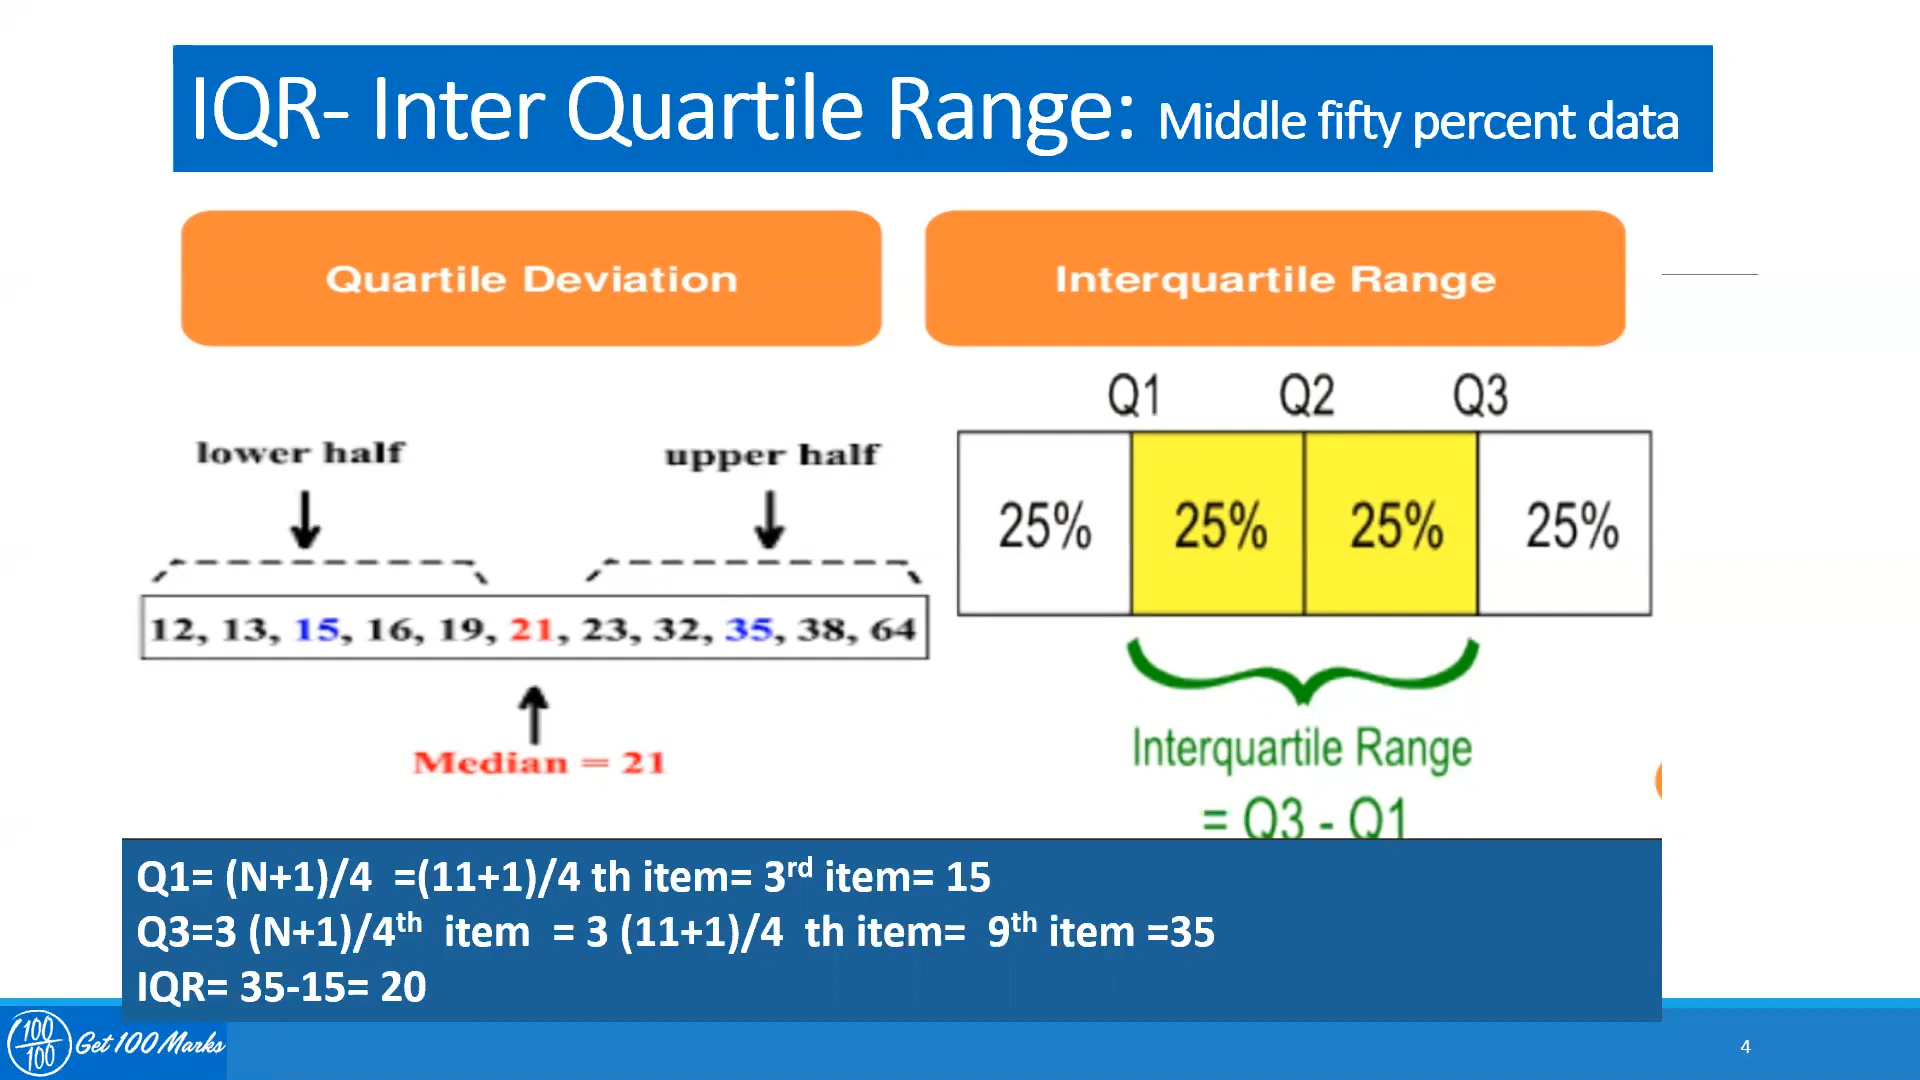 IQR- Inter Quartile Range: Middle fifty percent data
Quartile Deviation
Interquartile Range
lower half
upper half
12, 13, 15, 16, 19, 21, 23, 32, 35, 38, 64
Median = 21
Q1 Q2 Q3
25% 25% 25% 25%
Interquartile Range
= Q3 - Q1
Q1= (N+1)/4 =(11+1)/4 th item= 3rd item= 15
Q3=3 (N+1)/4th item = 3 (11+1)/4 th item= 9th item =35
IQR= 35-15= 20
100
100
Get 100 Marks
4